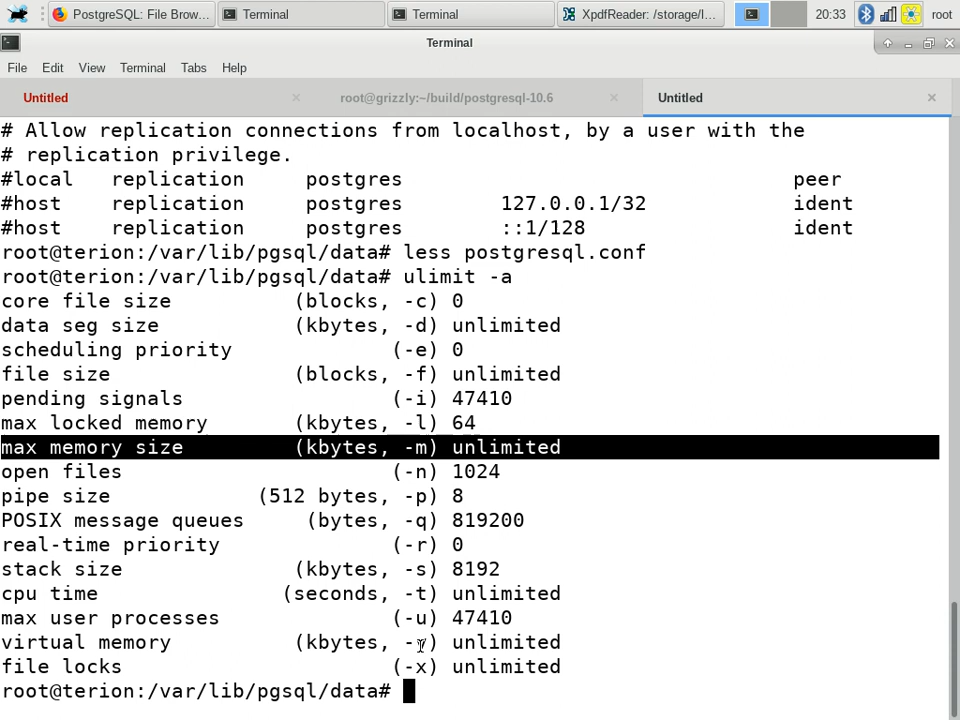 PostgreSQL: File Brow...
Terminal
Terminal
XpdfReader: /storage/l...
20:33
root
Terminal
File Edit View Terminal Tabs Help
Untitled
root@grizzly:~/build/postgresql-10.6
Untitled
# Allow replication connections from localhost, by a user with the
# replication privilege.
#local   replication     postgres                                peer
#host    replication     postgres        127.0.0.1/32            ident
#host    replication     postgres        ::1/128                 ident
root@terion:/var/lib/pgsql/data# less postgresql.conf
root@terion:/var/lib/pgsql/data# ulimit -a
core file size          (blocks, -c) 0
data seg size           (kbytes, -d) unlimited
scheduling priority             (-e) 0
file size               (blocks, -f) unlimited
pending signals                 (-i) 47410
max locked memory       (kbytes, -l) 64
max memory size         (kbytes, -m) unlimited
open files                      (-n) 1024
pipe size            (512 bytes, -p) 8
POSIX message queues     (bytes, -q) 819200
real-time priority              (-r) 0
stack size              (kbytes, -s) 8192
cpu time               (seconds, -t) unlimited
max user processes              (-u) 47410
virtual memory          (kbytes, -v) unlimited
file locks                      (-x) unlimited
root@terion:/var/lib/pgsql/data#